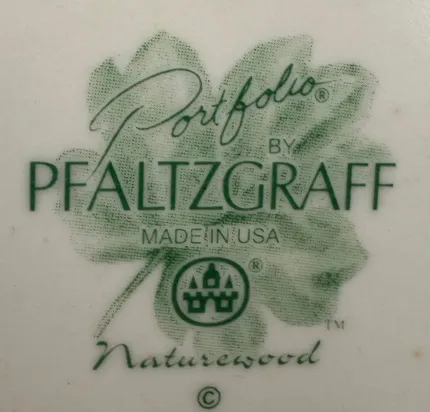 Portfolio®
BY
PFALTZGRAFF
MADE IN USA
®
TM
Naturewood
©